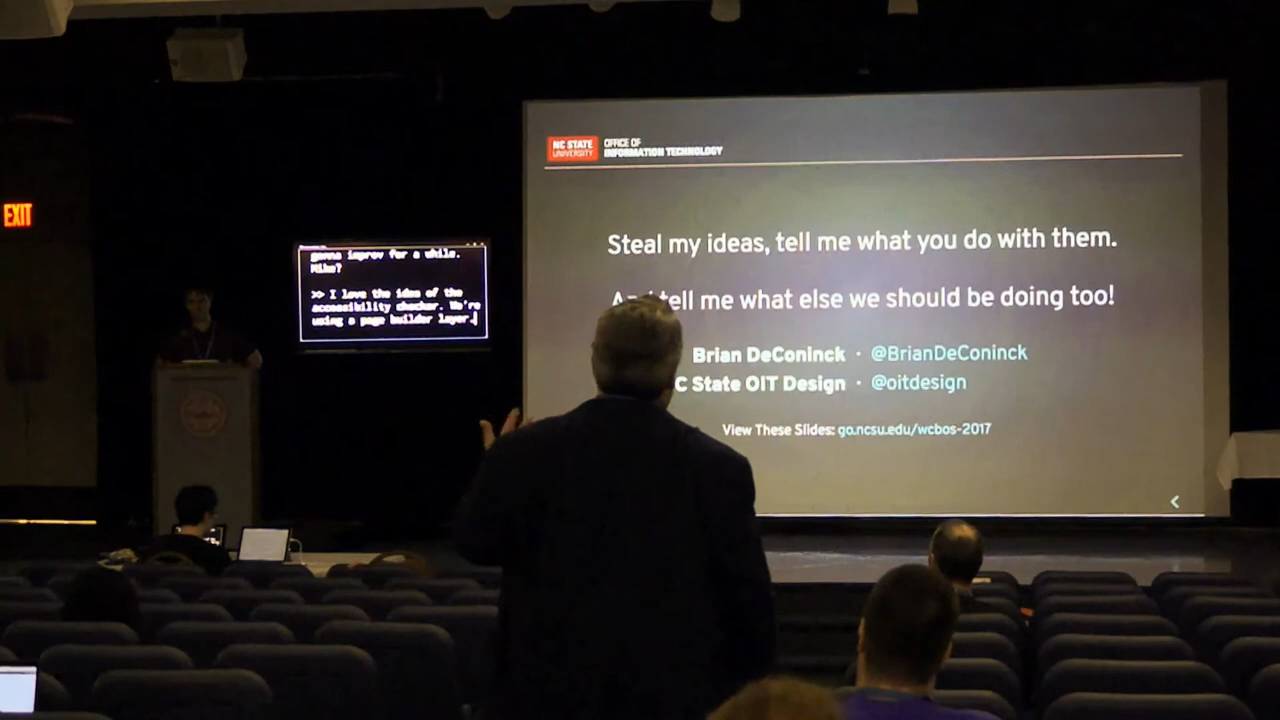 EXIT
gonna improv for a while.
Mike?
>> I love the idea of the
accessibility checker. We're
using a page builder layer.
NC STATE
UNIVERSITY
OFFICE OF
INFORMATION TECHNOLOGY
Steal my ideas, tell me what you do with them.
tell me what else we should be doing too!
Brian DeConinck · @BrianDeConinck
State OIT Design · @oitdesign
View These Slides: go.ncsu.edu/wcbos-2017